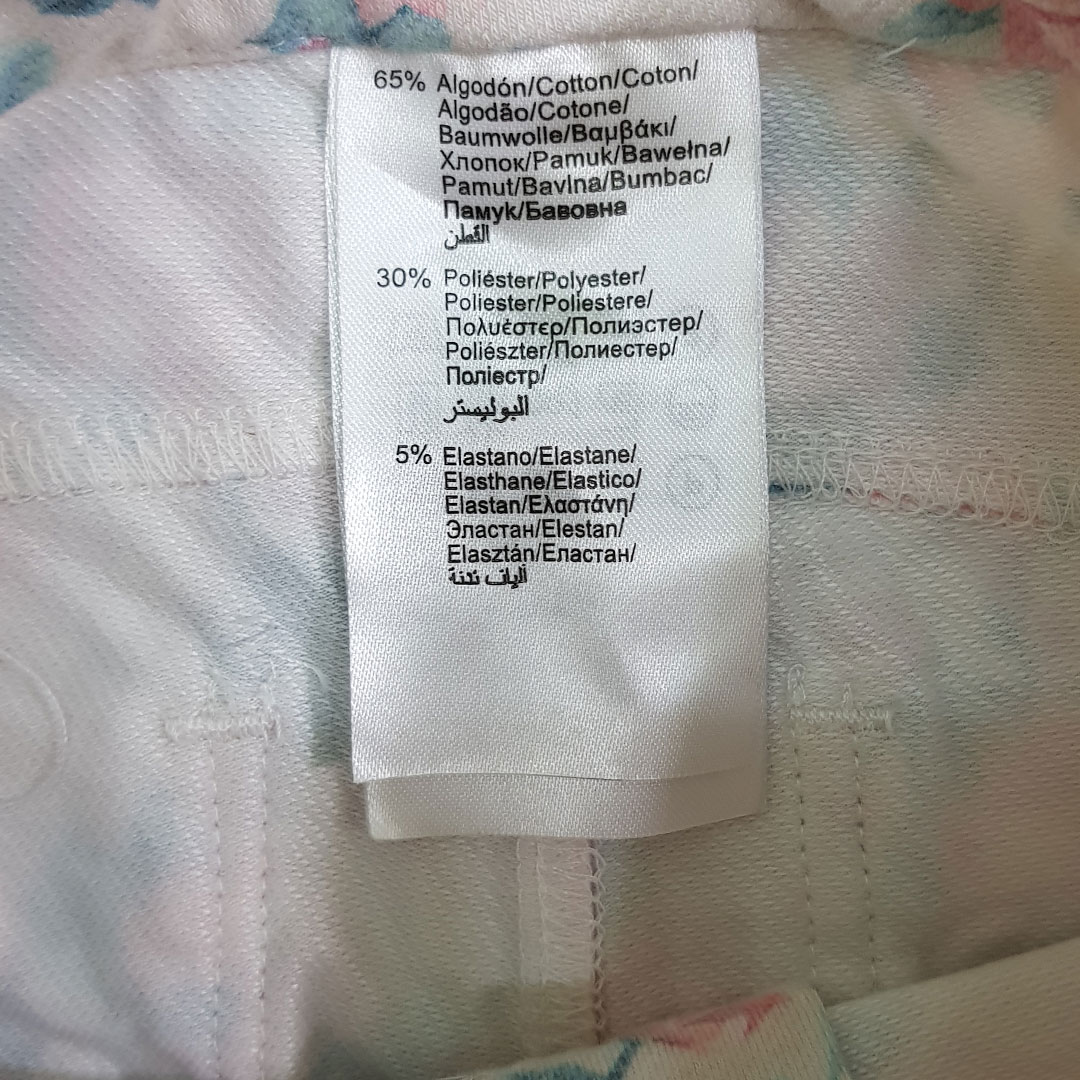 65% Algodón/Cotton/Coton/
Algodão/Cotone/
Baumwolle/Βαμβάκι/
Хлопок/Pamuk/Bawełna/
Pamut/Bavlna/Bumbac/
Памук/Бавовна
القطن
30% Poliéster/Polyester/
Poliester/Poliestere/
Πολυέστερ/Полиэстер/
Poliészter/Полиестер/
Поліестр/
البوليستر
5% Elastano/Elastane/
Elasthane/Elastico/
Elastan/Ελαστάνη/
Эластан/Elestan/
Elasztán/Еластан/
ألياف لدنة